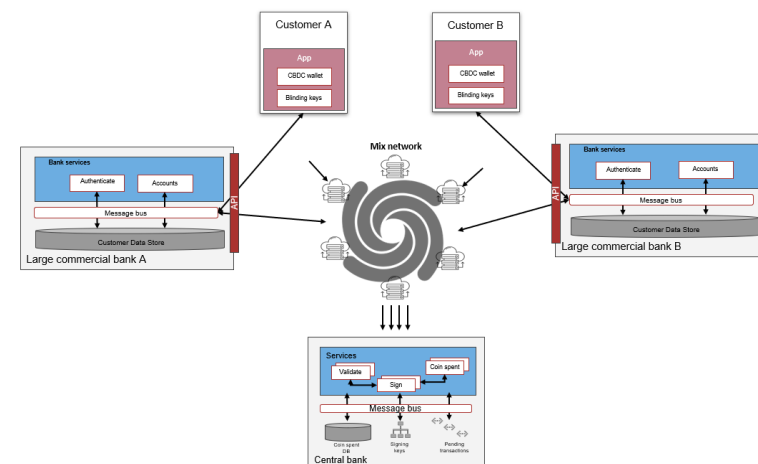 Customer A
App
CBDC wallet
Blinding keys
Customer B
App
CBDC wallet
Blinding keys
Mix network
Bank services
Authenticate
Accounts
Message bus
Customer Data Store
Large commercial bank A
API
Bank services
Authenticate
Accounts
Message bus
Customer Data Store
Large commercial bank B
API
Services
Validate
Sign
Coin spent
Message bus
Coin spent
DB
Signing
keys
Pending
transactions
Central bank